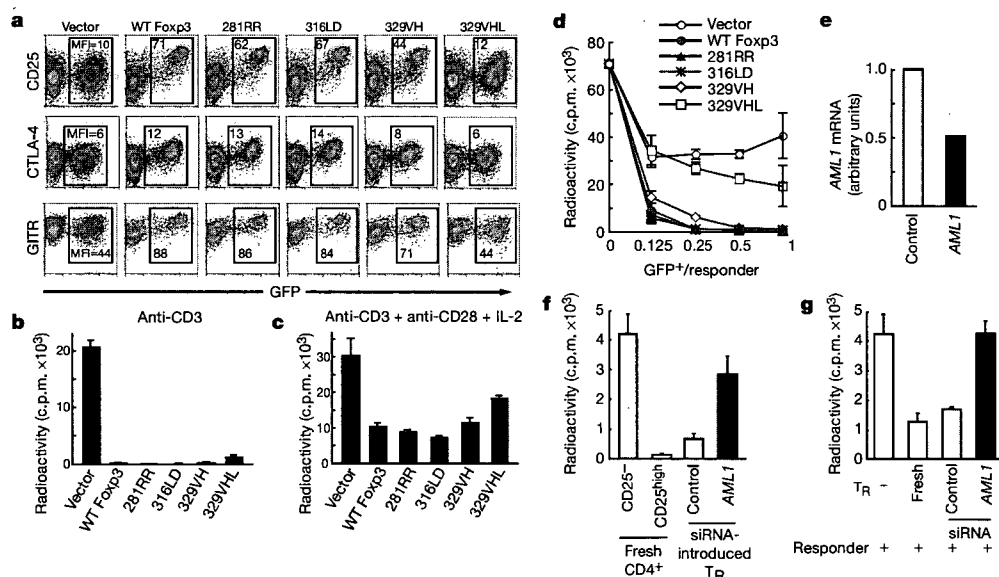 a
Vector WT Foxp3 281RR 316LD 329VH 329VHL
CD25
MFI=10 71 62 67 44 12
CTLA-4
MFI=6 12 13 14 8 6
GITR
MFI=44 88 86 84 71 44
GFP
b
Anti-CD3
Radioactivity (c.p.m. ×10³)
20
10
0
Vector
WT Foxp3
281RR
316LD
329VH
329VHL
c
Anti-CD3 + anti-CD28 + IL-2
Radioactivity (c.p.m. ×10³)
40
30
20
10
0
Vector
WT Foxp3
281RR
316LD
329VH
329VHL
d
Vector
WT Foxp3
281RR
316LD
329VH
329VHL
Radioactivity (c.p.m. ×10³)
80
60
40
20
0
0 0.125 0.25 0.5 1
GFP⁺/responder
e
AML1 mRNA
(arbitrary units)
1.0
0.5
0
Control
AML1
f
Radioactivity (c.p.m. ×10³)
5
4
3
2
1
0
CD25⁻
CD25ʰⁱᵍʰ
Control
AML1
Fresh
CD4⁺
siRNA-
introduced
TR
g
Radioactivity (c.p.m. ×10³)
5
4
3
2
1
0
TR – Fresh Control AML1
siRNA
Responder + + + +